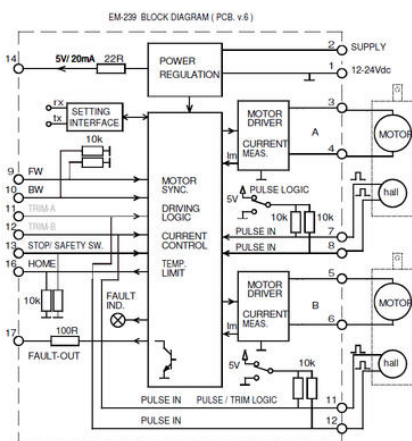 EM-239 BLOCK DIAGRAM ( PCB. v.6 )
14
5V/ 20mA
22R
POWER
REGULATION
2
SUPPLY
1
12-24Vdc
rx
tx
SETTING
INTERFACE
10k
9
FW
10
BW
11
TRIM-A
12
TRIM-B
13
STOP/ SAFETY SW.
16
HOME
10k
17
100R
FAULT-OUT
MOTOR
SYNC.
DRIVING
LOGIC
CURRENT
CONTROL
TEMP.
LIMIT
FAULT
IND.
MOTOR
DRIVER
A
CURRENT
MEAS.
Im
3
4
MOTOR
5V
PULSE LOGIC
10k
10k
hall
PULSE IN
7
PULSE IN
8
MOTOR
DRIVER
B
CURRENT
MEAS.
Im
5
6
MOTOR
5V
10k
hall
PULSE IN
PULSE / TRIM LOGIC
11
PULSE IN
12